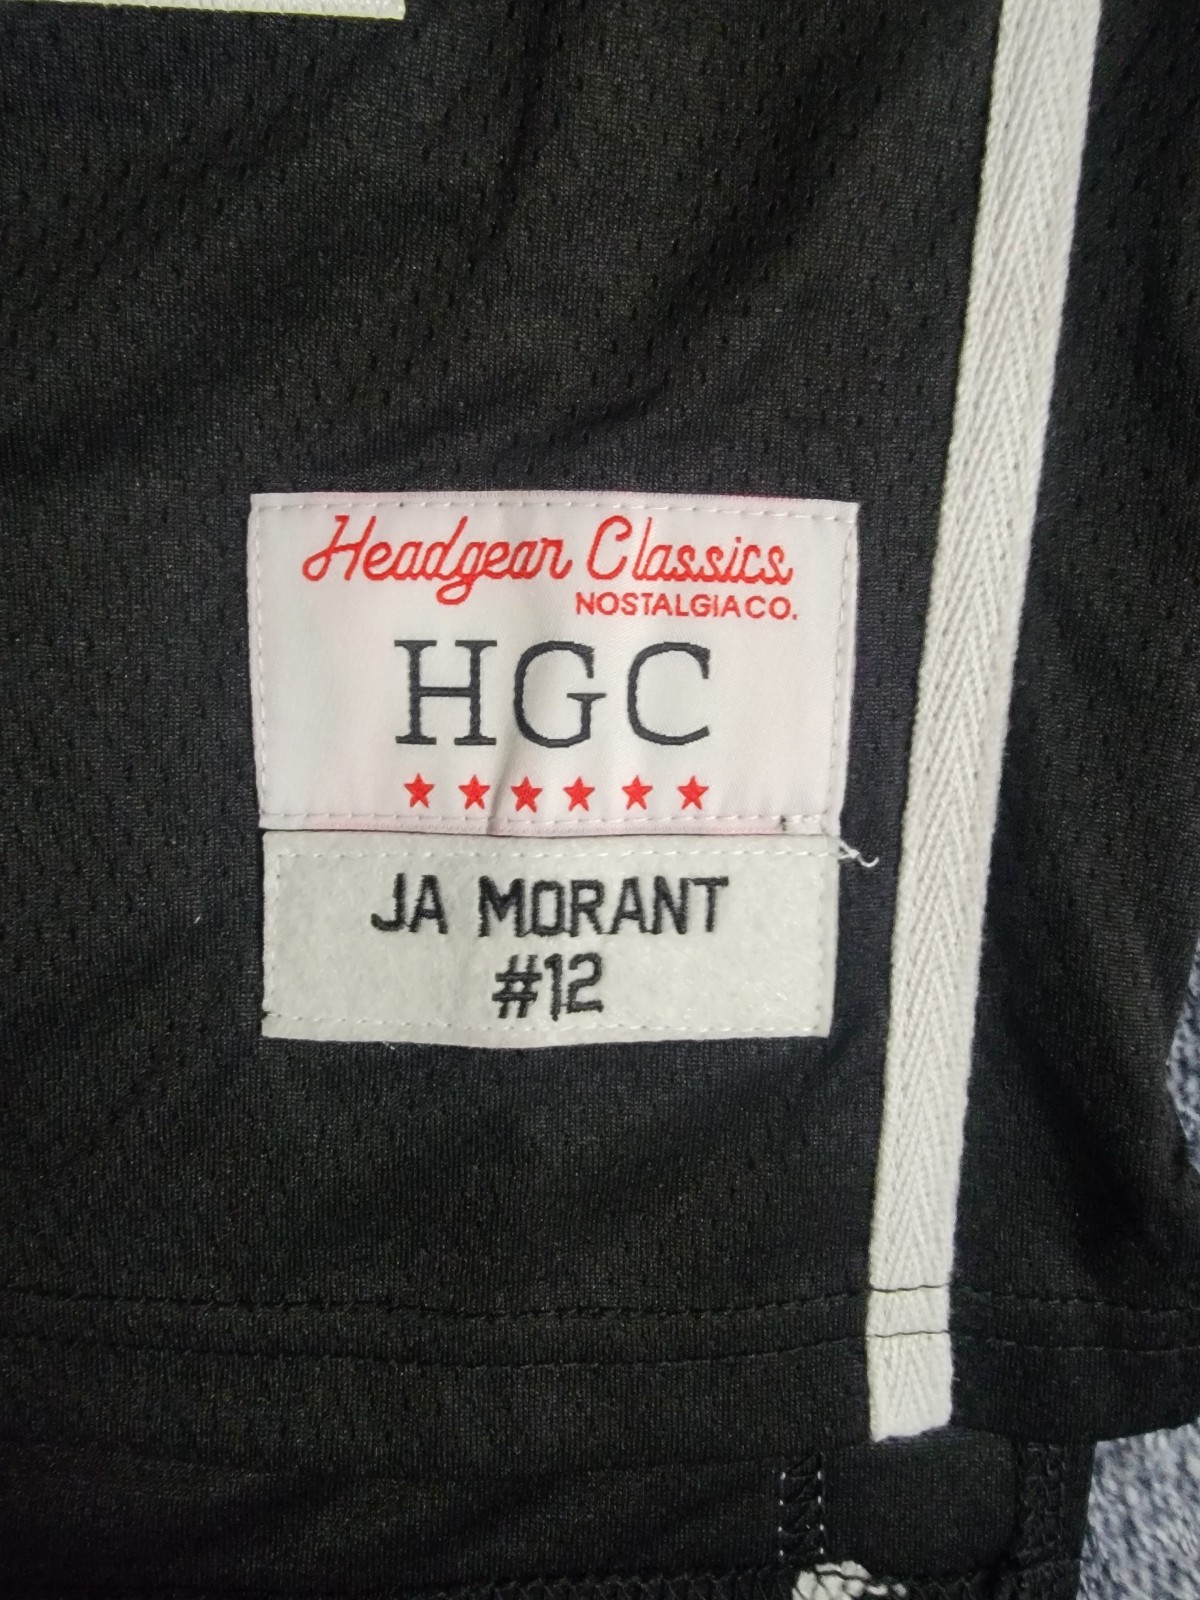 Headgear Classics
NOSTALGIA CO.
HGC
JA MORANT
#12